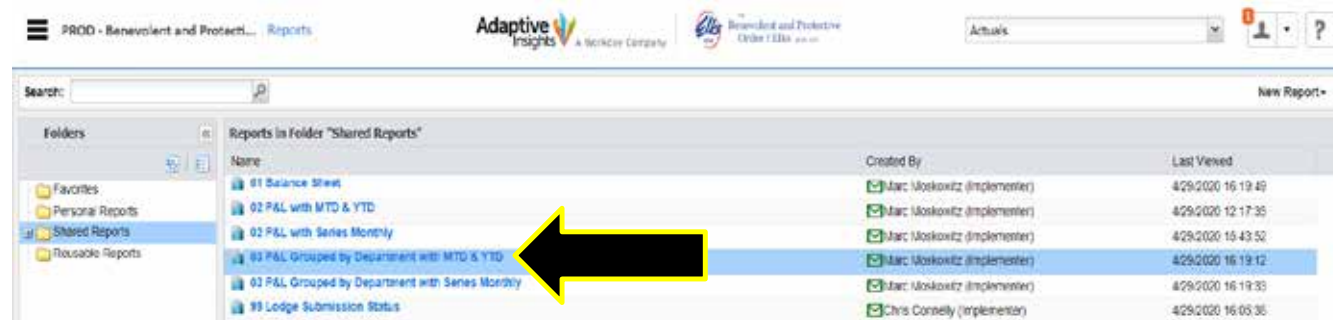 PROD - Benevolent and Protecti... Reports
Adaptive Insights A Workday Company
Elks Benevolent and Protective Order Elks
Actuals
1
?
Search:
New Report
Folders
Reports in Folder "Shared Reports"
Name Created By Last Viewed
Favorites
Personal Reports
Shared Reports
Reusable Reports
01 Balance Sheet Marc Moskowitz (Implementer) 4/29/2020 16:19:49
02 P&L with MTD & YTD Marc Moskowitz (Implementer) 4/29/2020 12:17:35
02 P&L with Series Monthly Marc Moskowitz (Implementer) 4/29/2020 15:43:52
03 P&L Grouped by Department with MTD & YTD Marc Moskowitz (Implementer) 4/29/2020 16:19:12
03 P&L Grouped by Department with Series Monthly Marc Moskowitz (Implementer) 4/29/2020 16:19:33
99 Lodge Submission Status Chris Connelly (Implementer) 4/29/2020 16:05:36